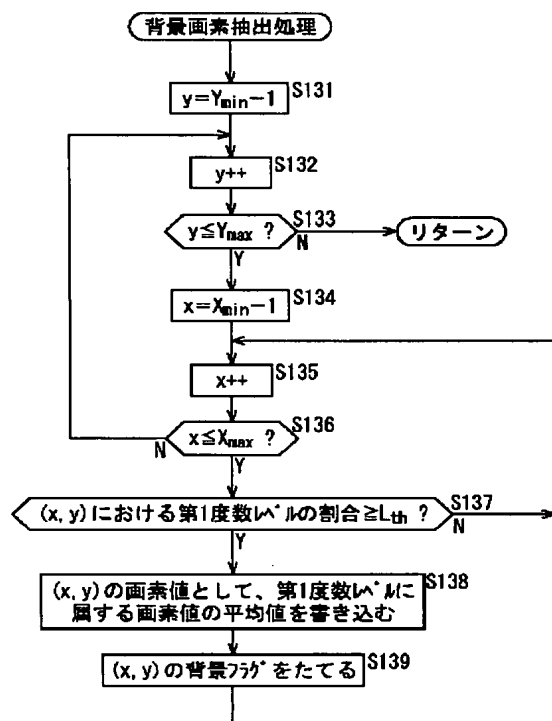 背景画素抽出処理
S131
y=Ymin−1
S132
y++
S133
y≦Ymax ?
N
リターン
Y
S134
x=Xmin−1
S135
x++
S136
x≦Xmax ?
N
Y
S137
(x, y)における第1度数ﾚﾍﾞﾙの割合≧Lth ?
N
Y
S138
(x, y)の画素値として、第1度数ﾚﾍﾞﾙに
属する画素値の平均値を書き込む
S139
(x, y)の背景ﾌﾗｸﾞをたてる